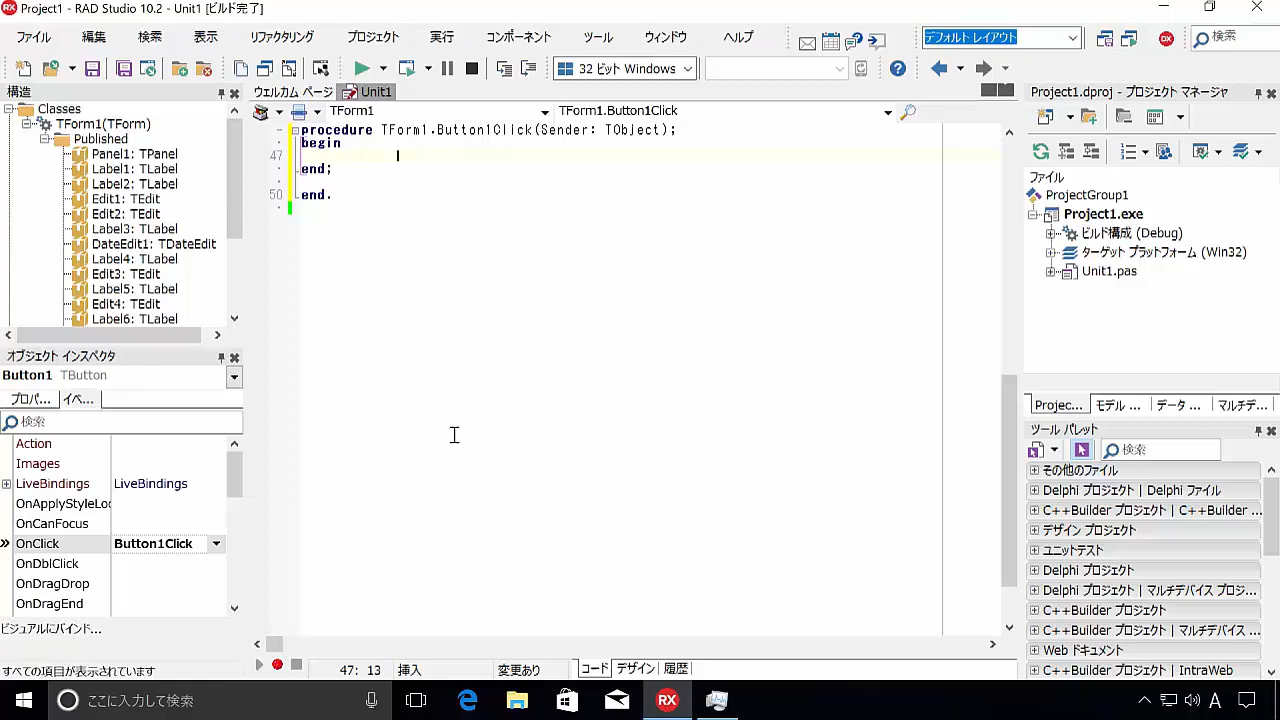 Project1 - RAD Studio 10.2 - Unit1 [ビルド完了]
ファイル 編集 検索 表示 リファクタリング プロジェクト 実行 コンポーネント ツール ウィンドウ ヘルプ デフォルト レイアウト 検索
32 ビット Windows
構造
ウェルカム ページ Unit1
Project1.dproj - プロジェクト マネージャ
Classes
TForm1(TForm)
Published
Panel1: TPanel
Label1: TLabel
Label2: TLabel
Edit1: TEdit
Edit2: TEdit
Label3: TLabel
DateEdit1: TDateEdit
Label4: TLabel
Edit3: TEdit
Label5: TLabel
Edit4: TEdit
Label6: TLabel
TForm1 TForm1.Button1Click
procedure TForm1.Button1Click(Sender: TObject);
begin
47
end;
50 end.
ファイル
ProjectGroup1
Project1.exe
ビルド構成 (Debug)
ターゲット プラットフォーム (Win32)
Unit1.pas
オブジェクト インスペクタ
Button1 TButton
プロパ... イベ...
検索
Action
Images
LiveBindings LiveBindings
OnApplyStyleLoo
OnCanFocus
OnClick Button1Click
OnDblClick
OnDragDrop
OnDragEnd
ビジュアルにバインド...
すべての項目が表示されています
Projec... モデル ... データ ... マルチデ...
ツール パレット
検索
その他のファイル
Delphi プロジェクト | Delphi ファイル
C++Builder プロジェクト | C++Builder ...
デザイン プロジェクト
ユニットテスト
Delphi プロジェクト
Delphi プロジェクト | マルチデバイス プロジ...
C++Builder プロジェクト
C++Builder プロジェクト | マルチデバイス ...
Web ドキュメント
C++Builder プロジェクト | IntraWeb
47: 13 挿入 変更あり コード デザイン 履歴
ここに入力して検索 A